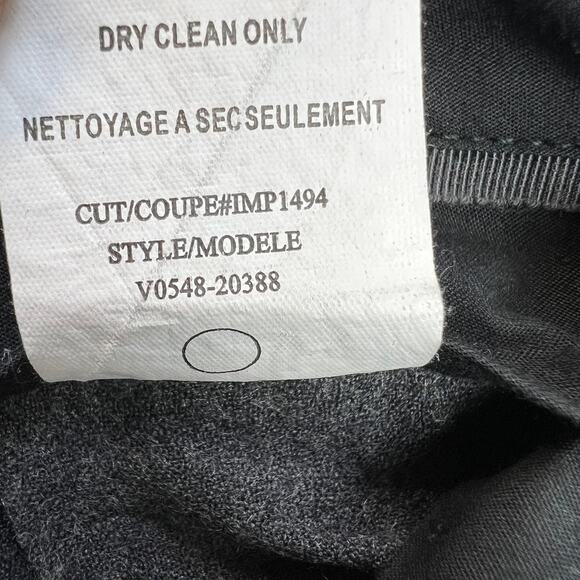 DRY CLEAN ONLY
NETTOYAGE A SEC SEULEMENT
CUT/COUPE#IMP1494
STYLE/MODELE
V0548-20388